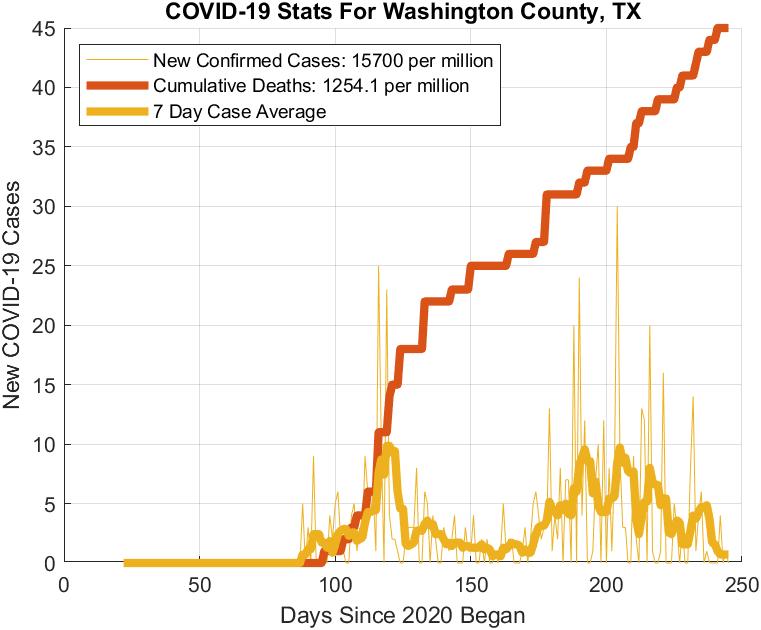 COVID-19 Stats For Washington County, TX
New Confirmed Cases: 15700 per million
Cumulative Deaths: 1254.1 per million
7 Day Case Average
New COVID-19 Cases
45
40
35
30
25
20
15
10
5
0
0 50 100 150 200 250
Days Since 2020 Began